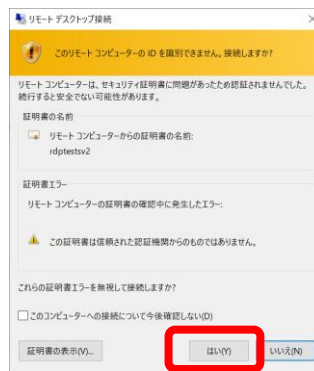 リモート デスクトップ接続
このリモート コンピューターの ID を識別できません。接続しますか?
リモート コンピューターは、セキュリティ証明書に問題があったため認証されませんでした。
続行すると安全でない可能性があります。
証明書の名前
リモート コンピューターからの証明書の名前:
rdptestsv2
証明書エラー
リモート コンピューターの証明書の確認中に発生したエラー:
この証明書は信頼された認証機関からのものではありません。
これらの証明書エラーを無視して接続しますか?
このコンピューターへの接続について今後確認しない(D)
証明書の表示(V)... はい(Y) いいえ(N)